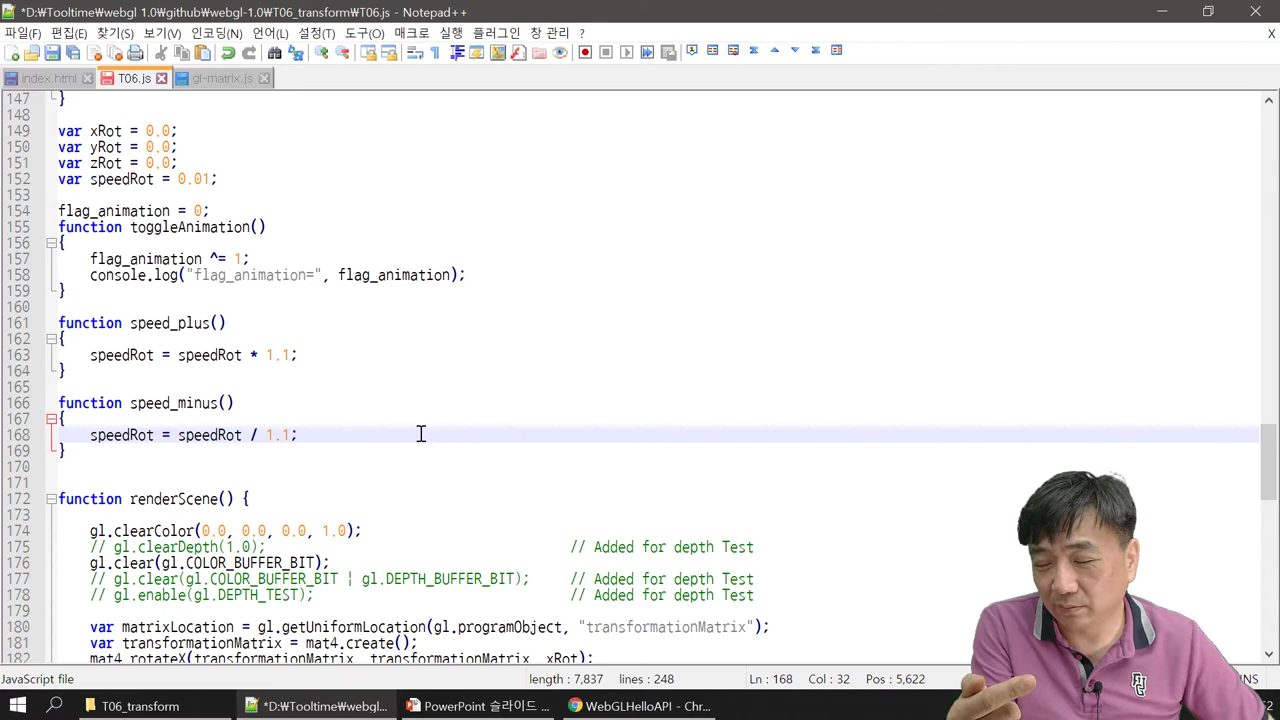 *D:\Tooltime\webgl 1.0\github\webgl-1.0\T06_transform\T06.js - Notepad++
파일(F) 편집(E) 찾기(S) 보기(V) 인코딩(N) 언어(L) 설정(T) 도구(O) 매크로 실행 플러그인 창 관리 ? X
index.html T06.js gl-matrix.js
147 }
148
149 var xRot = 0.0;
150 var yRot = 0.0;
151 var zRot = 0.0;
152 var speedRot = 0.01;
153
154 flag_animation = 0;
155 function toggleAnimation()
156 {
157 flag_animation ^= 1;
158 console.log("flag_animation=", flag_animation);
159 }
160
161 function speed_plus()
162 {
163 speedRot = speedRot * 1.1;
164 }
165
166 function speed_minus()
167 {
168 speedRot = speedRot / 1.1;
169 }
170
171
172 function renderScene() {
173
174 gl.clearColor(0.0, 0.0, 0.0, 1.0);
175 // gl.clearDepth(1.0); // Added for depth Test
176 gl.clear(gl.COLOR_BUFFER_BIT);
177 // gl.clear(gl.COLOR_BUFFER_BIT | gl.DEPTH_BUFFER_BIT); // Added for depth Test
178 // gl.enable(gl.DEPTH_TEST); // Added for depth Test
179
180 var matrixLocation = gl.getUniformLocation(gl.programObject, "transformationMatrix");
181 var transformationMatrix = mat4.create();
182 mat4.rotateX(transformationMatrix, transformationMatrix, xRot);
JavaScript file length : 7,837 lines : 248 Ln : 168 Col : 32 Pos : 5,622 INS
T06_transform *D:\Tooltime\webgl... PowerPoint 슬라이드 ... WebGLHelloAPI - Chr...